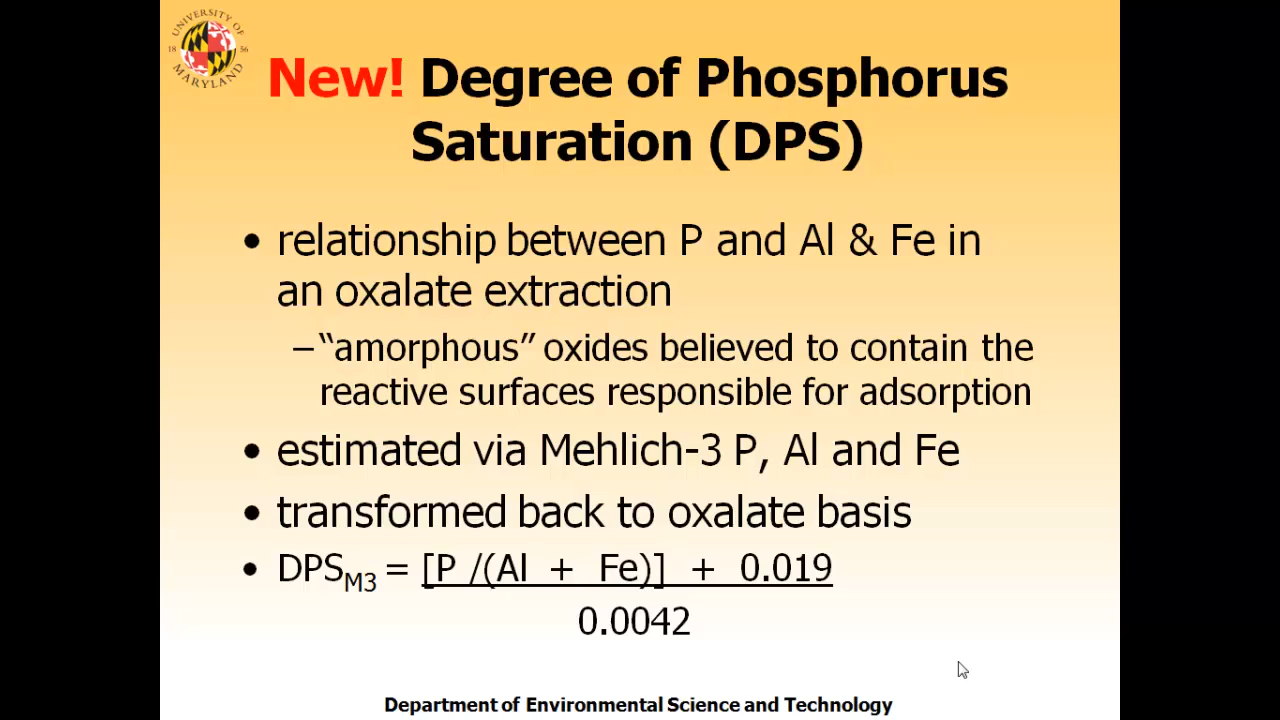 UNIVERSITY OF
18 56
MARYLAND
New! Degree of Phosphorus
Saturation (DPS)
• relationship between P and Al & Fe in
an oxalate extraction
–“amorphous” oxides believed to contain the
reactive surfaces responsible for adsorption
• estimated via Mehlich-3 P, Al and Fe
• transformed back to oxalate basis
• DPSM3 = [P /(Al + Fe)] + 0.019
0.0042
Department of Environmental Science and Technology